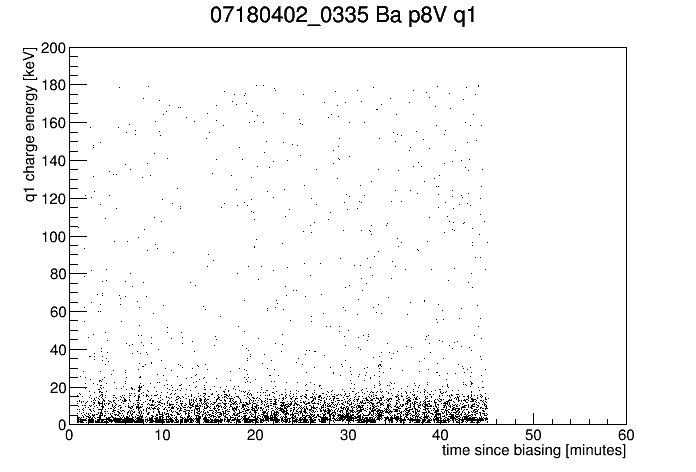 07180402_0335 Ba p8V q1
q1 charge energy [keV]
200
180
160
140
120
100
80
60
40
20
0
0 10 20 30 40 50 60
time since biasing [minutes]